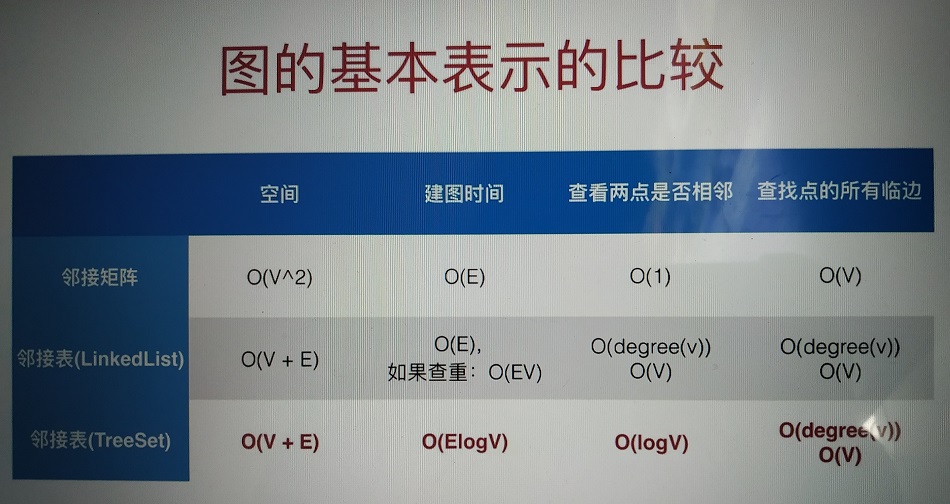 图的基本表示的比较
空间 建图时间 查看两点是否相邻 查找点的所有临边
邻接矩阵 O(V^2) O(E) O(1) O(V)
邻接表(LinkedList) O(V + E) O(E), 如果查重：O(EV) O(degree(v)) O(V) O(degree(v)) O(V)
邻接表(TreeSet) O(V + E) O(ElogV) O(logV) O(degree(v)) O(V)